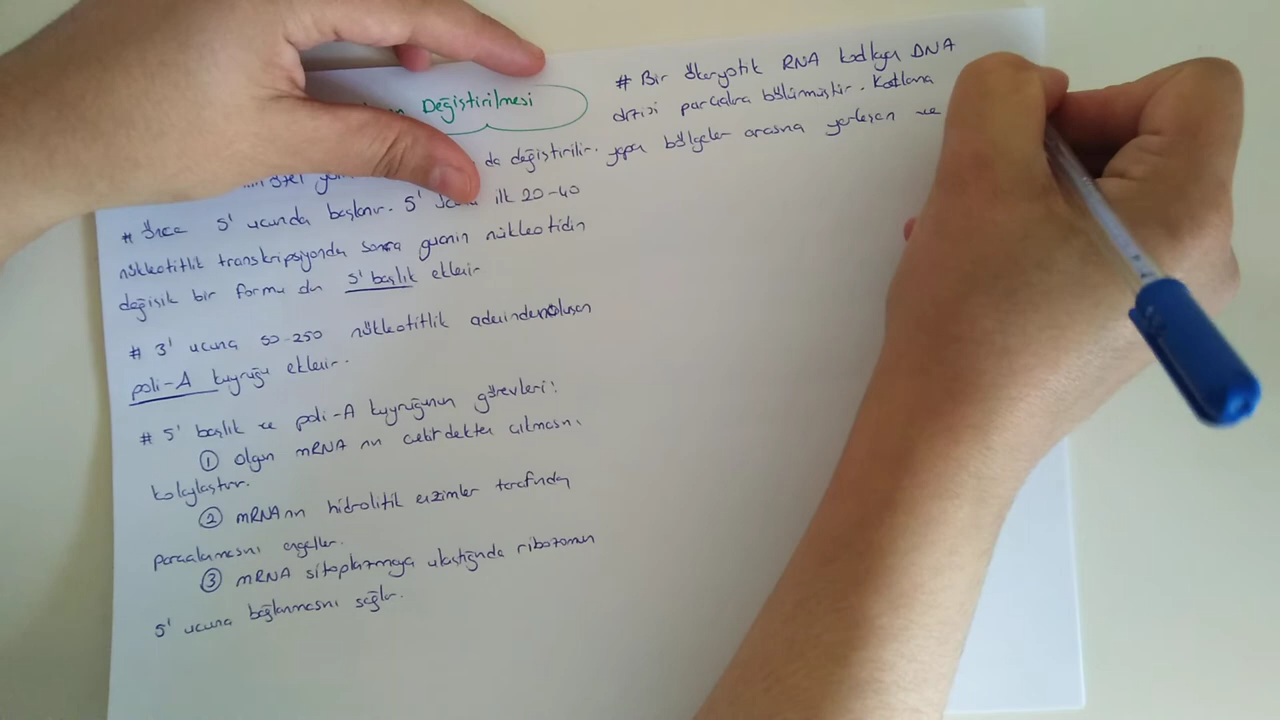 Değiştirilmesi
da değiştirilir.
# Önce 5' ucunda başlanır. 5' ilk 20-40
nükleotitlik transkripsiyondan sonra guanin nükleotidin
değişik bir formu olan 5' başlık eklenir
# 3' ucuna 50-250 nükleotitlik adeninden oluşan
poli-A kuyruğu eklenir.
# 5' başlık ve poli-A kuyruğunun görevleri:
① Olgun mRNA nın çekirdekten çıkmasını
kolaylaştırır.
② mRNAnın hidrolitik enzimler tarafından
parçalanmasını engeller.
③ mRNA sitoplazmaya ulaştığında ribozomun
5' ucuna bağlanmasını sağlar.
# Bir ökaryotik RNA kodlayan DNA
dizisi parçalara bölünmüştür. Kodlama
yapan bölgeler arasına yerleşen ve